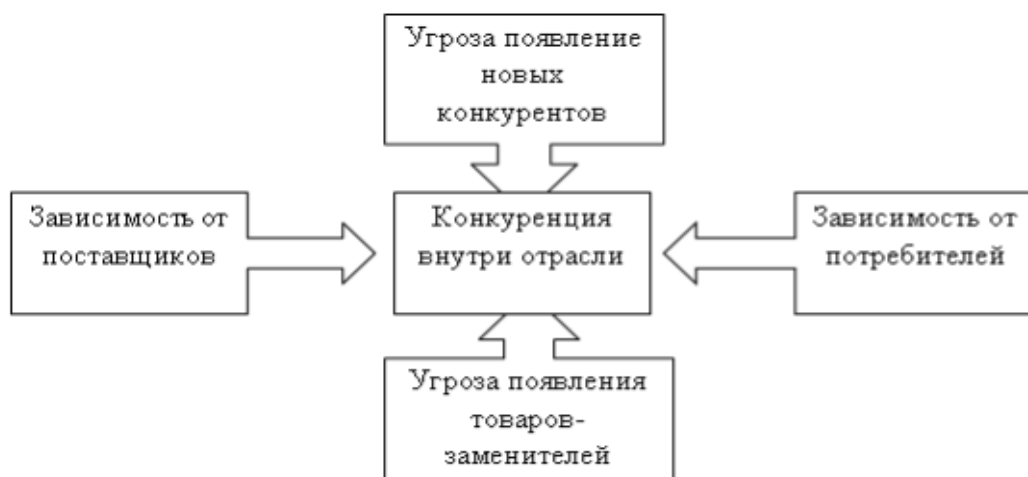 Угроза появление
новых
конкурентов
Зависимость от
поставщиков
Конкуренция
внутри отрасли
Зависимость от
потребителей
Угроза появления
товаров-
заменителей